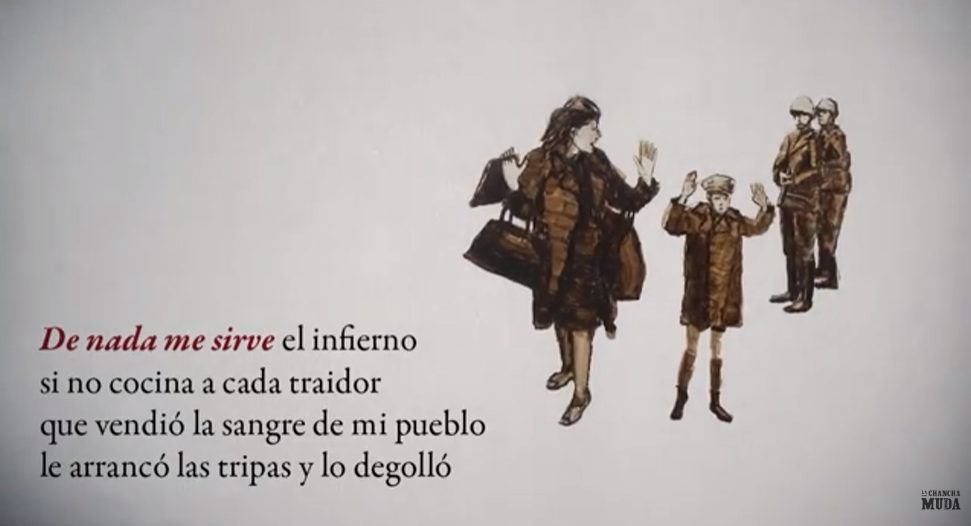 De nada me sirve el infierno
si no cocina a cada traidor
que vendió la sangre de mi pueblo
le arrancó las tripas y lo degolló
LA CHANCHA
MUDA